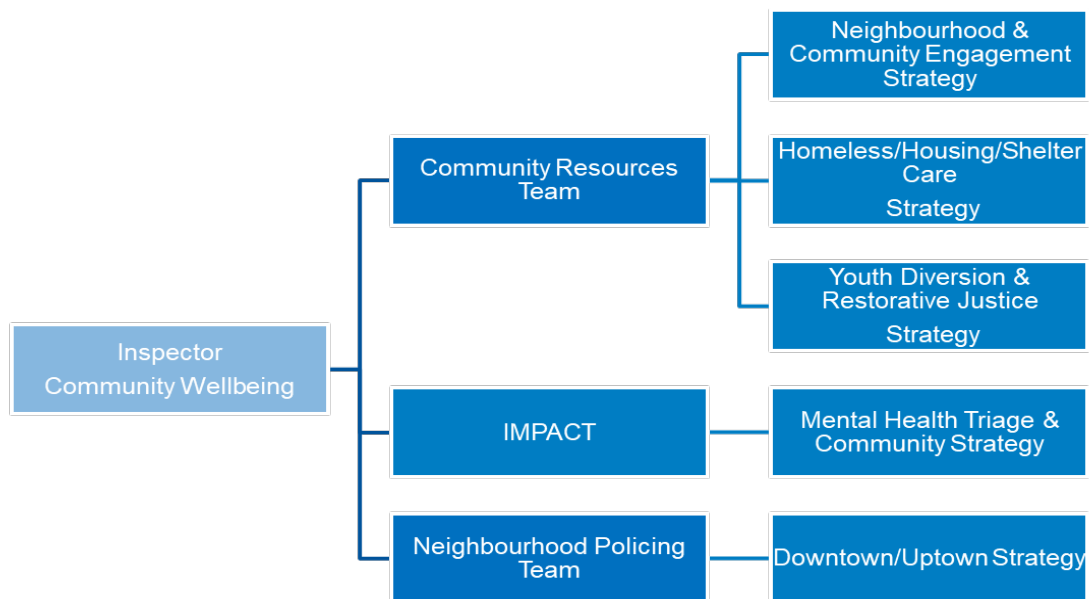 Neighbourhood &
Community Engagement
Strategy
Community Resources
Team
Homeless/Housing/Shelter
Care
Strategy
Youth Diversion &
Restorative Justice
Strategy
Inspector
Community Wellbeing
IMPACT
Mental Health Triage &
Community Strategy
Neighbourhood Policing
Team
Downtown/Uptown Strategy